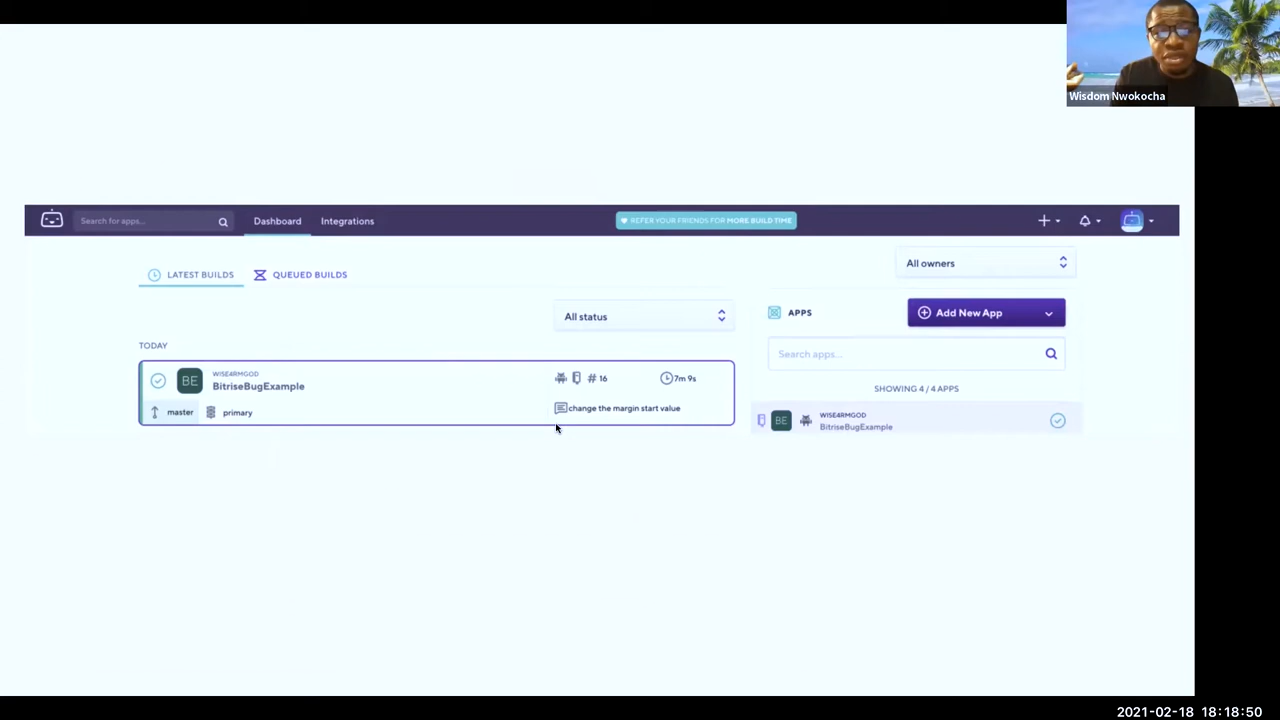 Wisdom Nwokocha
Search for apps...
Dashboard
Integrations
REFER YOUR FRIENDS FOR MORE BUILD TIME
LATEST BUILDS
QUEUED BUILDS
All owners
All status
APPS
Add New App
TODAY
Search apps...
SHOWING 4 / 4 APPS
BE
WISE4RMGOD
BitriseBugExample
# 16
7m 9s
master
primary
change the margin start value
BE
WISE4RMGOD
BitriseBugExample
2021-02-18 18:18:50